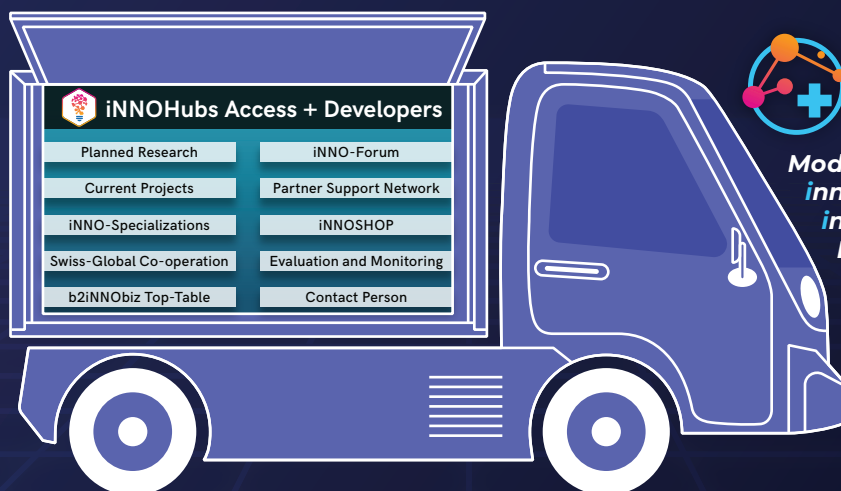 iNNOHubs Access + Developers
Planned Research
Current Projects
iNNO-Specializations
Swiss-Global Co-operation
b2iNNObiz Top-Table
iNNO-Forum
Partner Support Network
iNNOSHOP
Evaluation and Monitoring
Contact Person